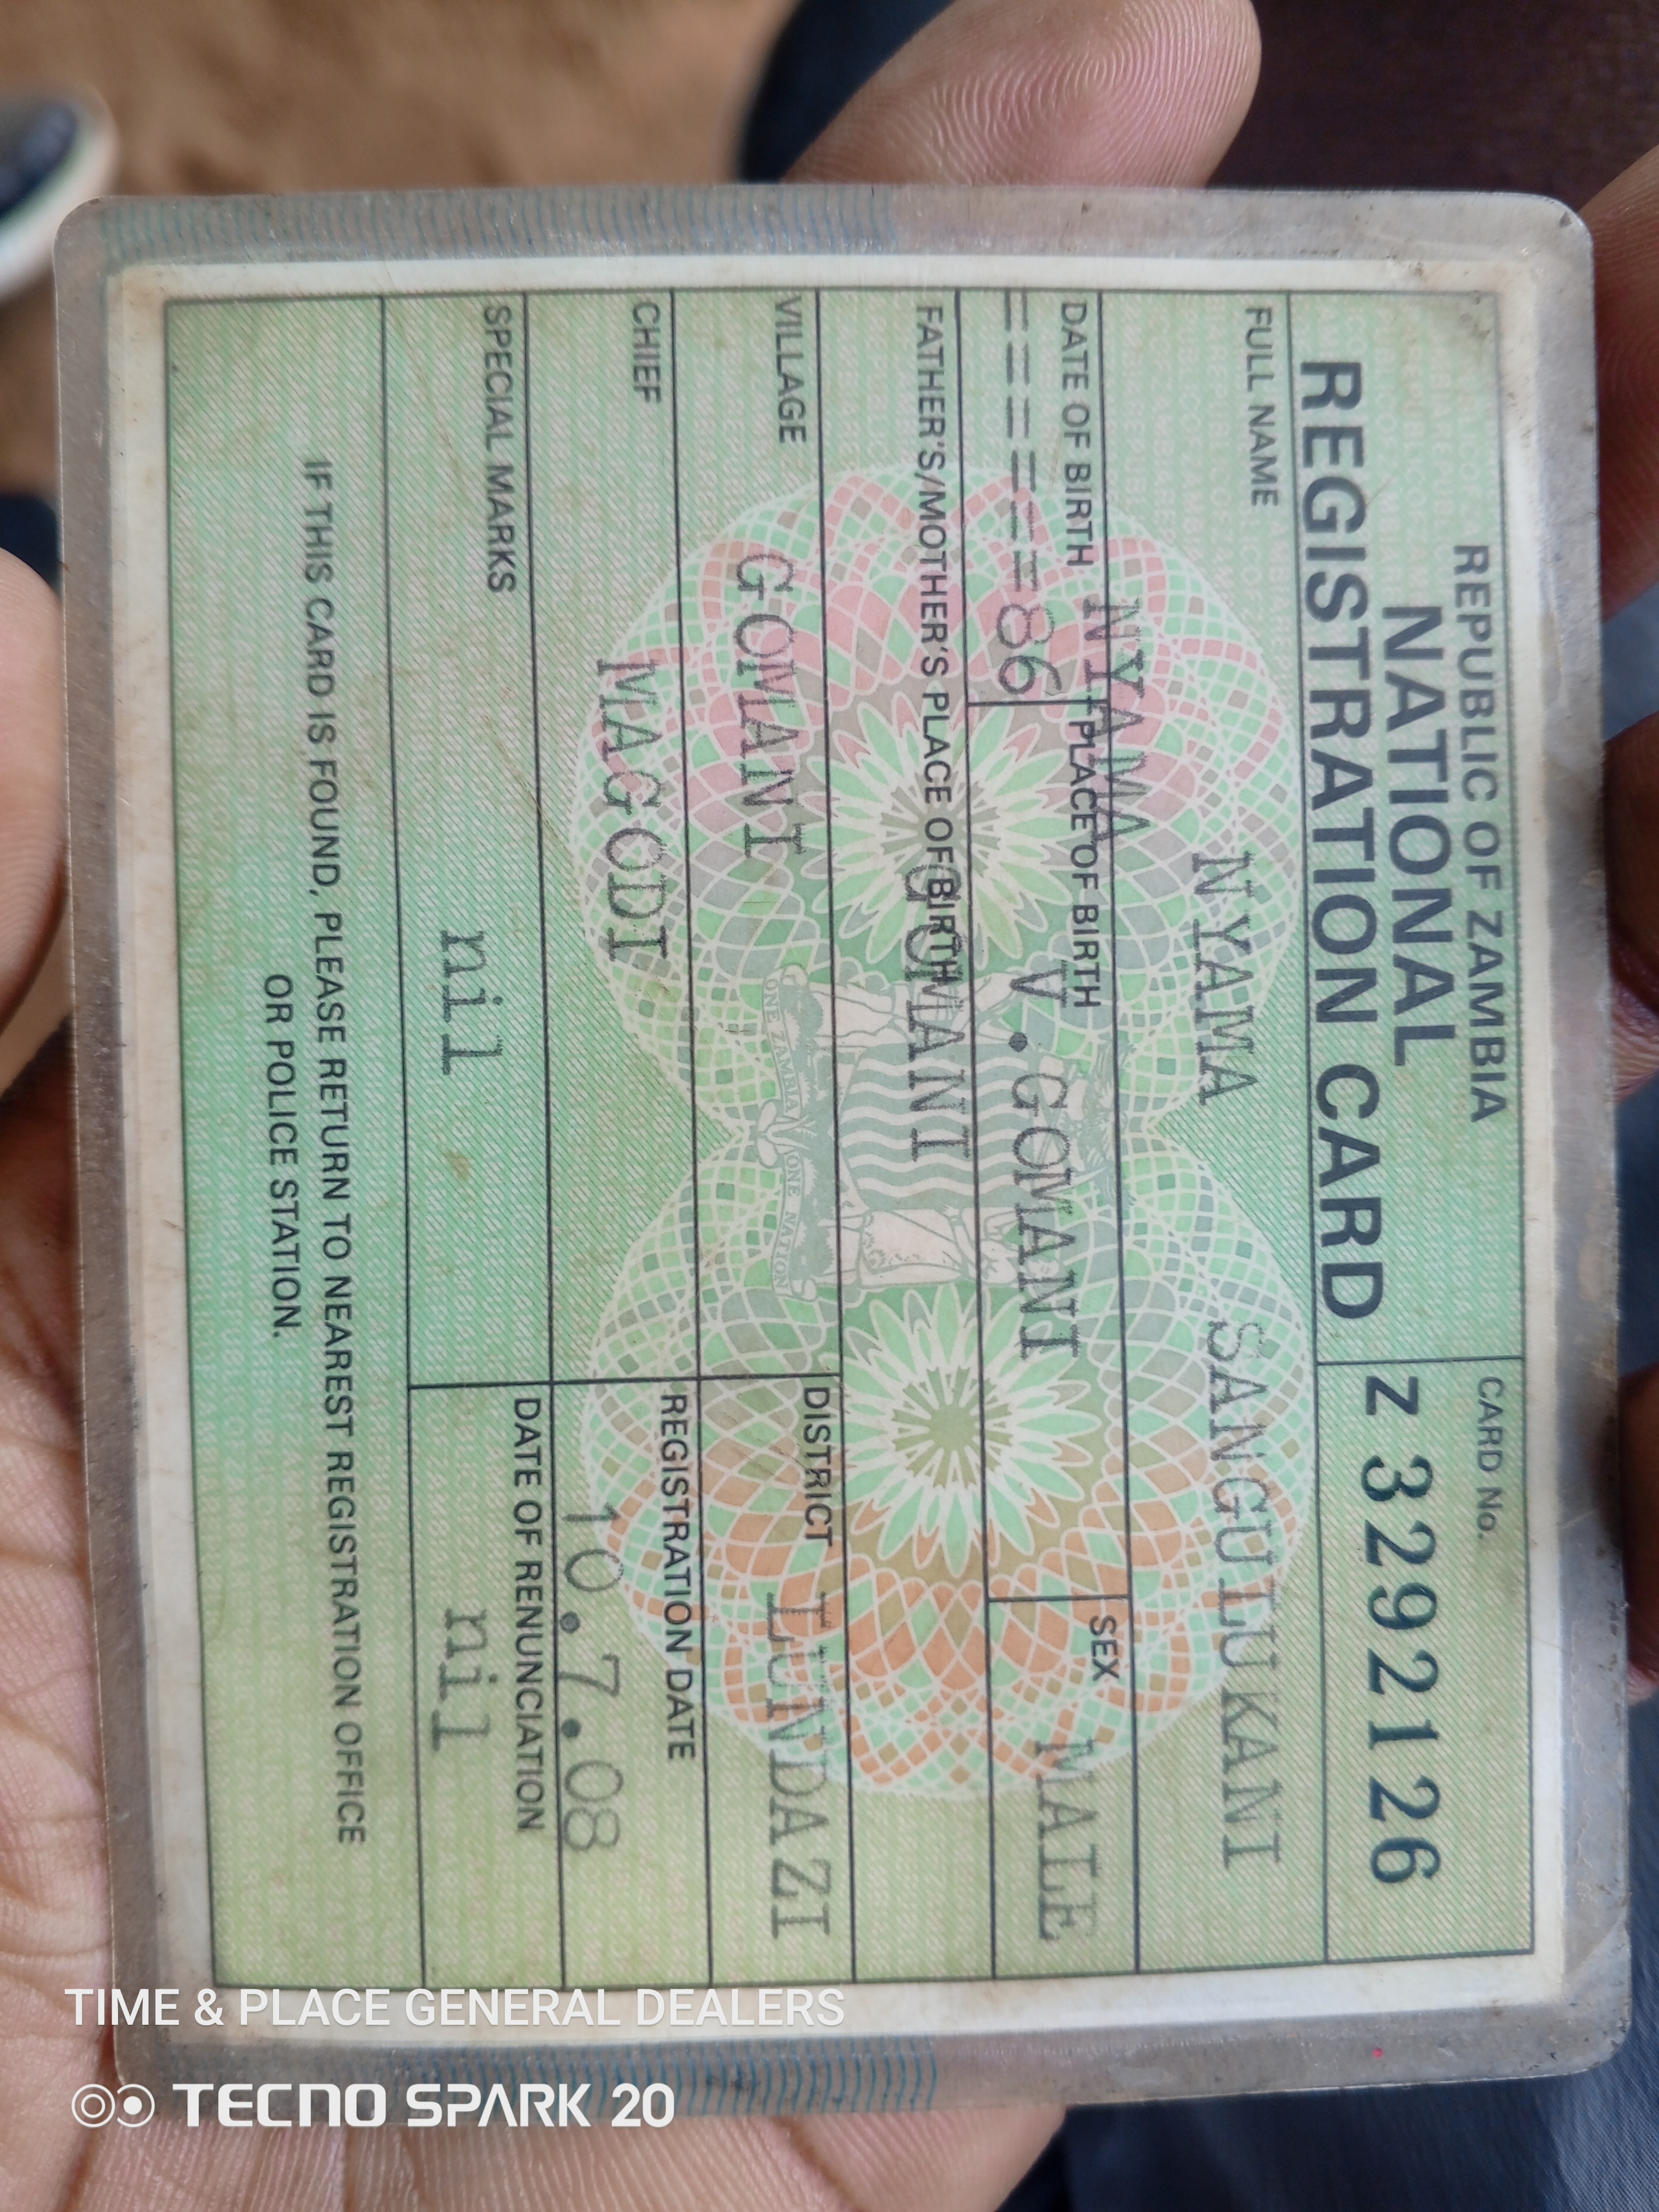 REPUBLIC OF ZAMBIA
NATIONAL
REGISTRATION CARD
CARD No.
Z 3292126
FULL NAME
NYAMA SANGULUKANI
NYAMA
DATE OF BIRTH
=======86
PLACE OF BIRTH
V.GOMANI
SEX
MALE
FATHER'S/MOTHER'S PLACE OF BIRTH
GOMANI
VILLAGE
GOMANI
DISTRICT
LUNDAZI
CHIEF
MAGODI
REGISTRATION DATE
10.7.08
SPECIAL MARKS
nil
DATE OF RENUNCIATION
nil
IF THIS CARD IS FOUND, PLEASE RETURN TO NEAREST REGISTRATION OFFICE
OR POLICE STATION.
ONE ZAMBIA ONE NATION
TIME & PLACE GENERAL DEALERS
TECNO SPARK 20